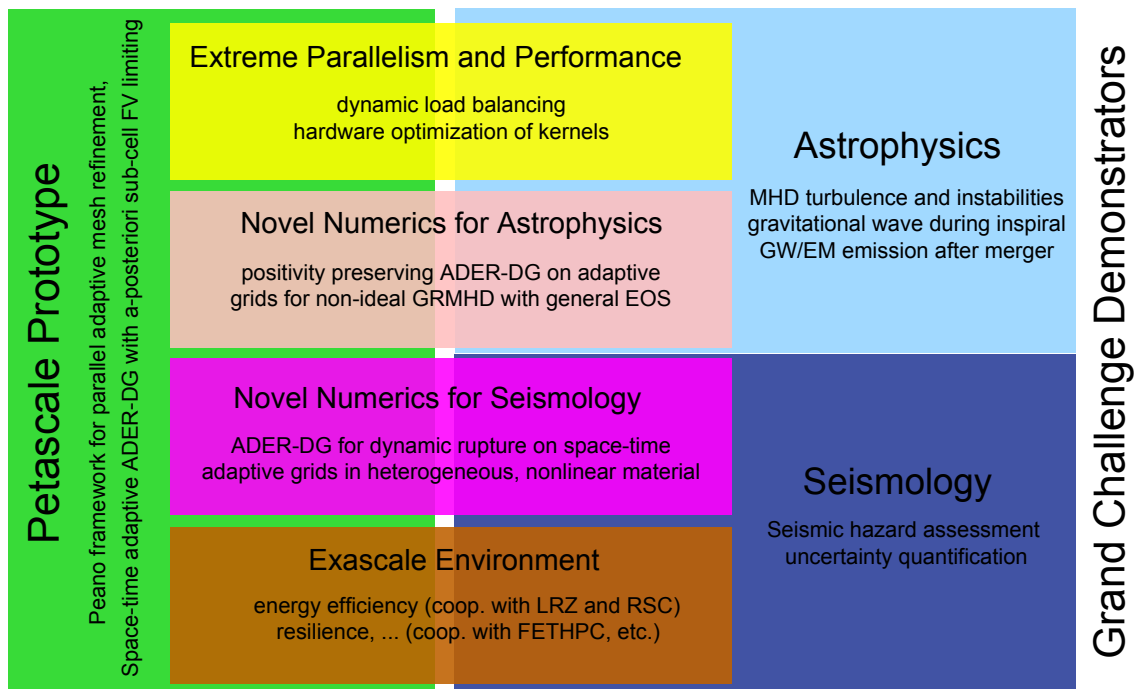 Petascale Prototype
Peano framework for parallel adaptive mesh refinement,
Space-time adaptive ADER-DG with a-posteriori sub-cell FV limiting
Extreme Parallelism and Performance
dynamic load balancing
hardware optimization of kernels
Novel Numerics for Astrophysics
positivity preserving ADER-DG on adaptive
grids for non-ideal GRMHD with general EOS
Novel Numerics for Seismology
ADER-DG for dynamic rupture on space-time
adaptive grids in heterogeneous, nonlinear material
Exascale Environment
energy efficiency (coop. with LRZ and RSC)
resilience, ... (coop. with FETHPC, etc.)
Astrophysics
MHD turbulence and instabilities
gravitational wave during inspiral
GW/EM emission after merger
Seismology
Seismic hazard assessment
uncertainty quantification
Grand Challenge Demonstrators